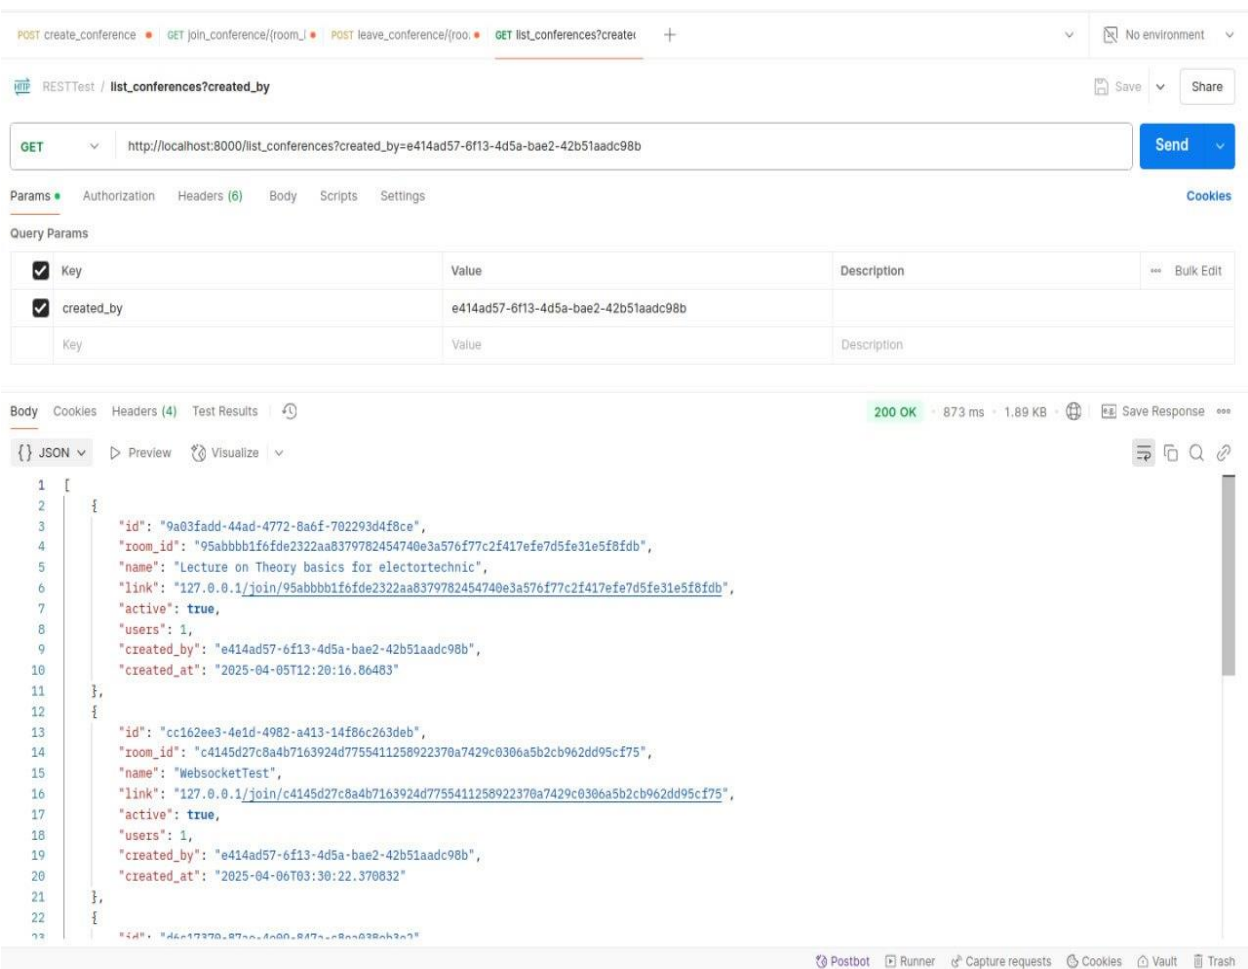 POST create_conference GET join_conference/{room_i POST leave_conference/{roo. GET list_conferences?create No environment
HTTP RESTTest / list_conferences?created_by Save Share
GET http://localhost:8000/list_conferences?created_by=e414ad57-6f13-4d5a-bae2-42b51aadc98b Send
Params Authorization Headers (6) Body Scripts Settings Cookies
Query Params
Key Value Description Bulk Edit
created_by e414ad57-6f13-4d5a-bae2-42b51aadc98b
Key Value Description
Body Cookies Headers (4) Test Results 200 OK 873 ms 1.89 KB Save Response
{} JSON Preview Visualize
1 [
2 {
3 "id": "9a03fadd-44ad-4772-8a6f-702293d4f8ce",
4 "room_id": "95abbbb1f6fde2322aa8379782454740e3a576f77c2f417efe7d5fe31e5f8fdb",
5 "name": "Lecture on Theory basics for electortechnic",
6 "link": "127.0.0.1/join/95abbbb1f6fde2322aa8379782454740e3a576f77c2f417efe7d5fe31e5f8fdb",
7 "active": true,
8 "users": 1,
9 "created_by": "e414ad57-6f13-4d5a-bae2-42b51aadc98b",
10 "created_at": "2025-04-05T12:20:16.86483"
11 },
12 {
13 "id": "cc162ee3-4e1d-4982-a413-14f86c263deb",
14 "room_id": "c4145d27c8a4b7163924d7755411258922370a7429c0306a5b2cb962dd95cf75",
15 "name": "WebsocketTest",
16 "link": "127.0.0.1/join/c4145d27c8a4b7163924d7755411258922370a7429c0306a5b2cb962dd95cf75",
17 "active": true,
18 "users": 1,
19 "created_by": "e414ad57-6f13-4d5a-bae2-42b51aadc98b",
20 "created_at": "2025-04-06T03:30:22.370832"
21 },
22 {
23 "id":
Postbot Runner Capture requests Cookies Vault Trash